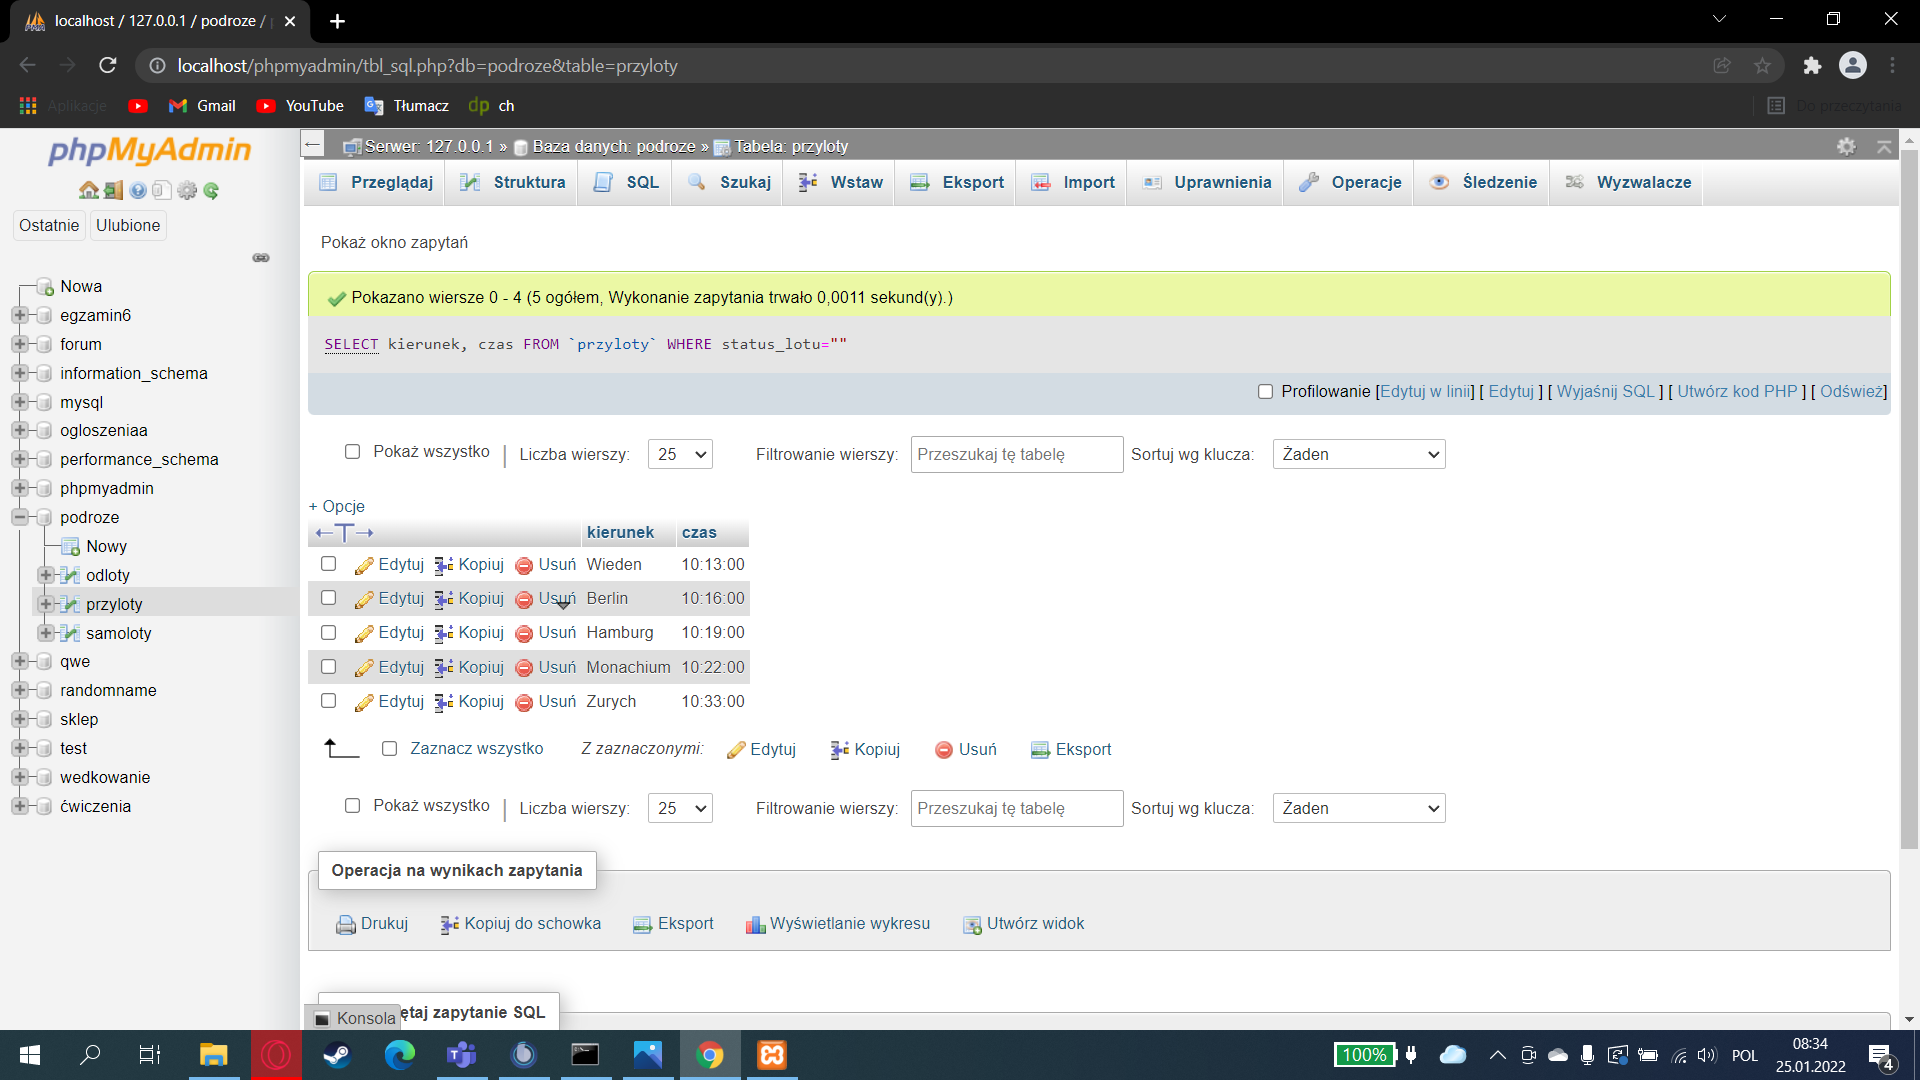 localhost / 127.0.0.1 / podroze /
localhost/phpmyadmin/tbl_sql.php?db=podroze&table=przyloty
Aplikacje
Gmail
YouTube
Tłumacz
dp ch
Do przeczytania
phpMyAdmin
Ostatnie
Ulubione
Nowa
egzamin6
forum
information_schema
mysql
ogloszeniaa
performance_schema
phpmyadmin
podroze
Nowy
odloty
przyloty
samoloty
qwe
randomname
sklep
test
wedkowanie
ćwiczenia
Serwer: 127.0.0.1 » Baza danych: podroze » Tabela: przyloty
Przeglądaj Struktura SQL Szukaj Wstaw Eksport Import Uprawnienia Operacje Śledzenie Wyzwalacze
Pokaż okno zapytań
Pokazano wiersze 0 - 4 (5 ogółem, Wykonanie zapytania trwało 0,0011 sekund(y).)
SELECT kierunek, czas FROM `przyloty` WHERE status_lotu=""
Profilowanie [Edytuj w linii] [ Edytuj ] [ Wyjaśnij SQL ] [ Utwórz kod PHP ] [ Odśwież]
Pokaż wszystko | Liczba wierszy: 25 Filtrowanie wierszy: Przeszukaj tę tabelę Sortuj wg klucza: Żaden
+ Opcje
←T→ kierunek czas
Edytuj Kopiuj Usuń Wieden 10:13:00
Edytuj Kopiuj Usuń Berlin 10:16:00
Edytuj Kopiuj Usuń Hamburg 10:19:00
Edytuj Kopiuj Usuń Monachium 10:22:00
Edytuj Kopiuj Usuń Zurych 10:33:00
Zaznacz wszystko Z zaznaczonymi: Edytuj Kopiuj Usuń Eksport
Pokaż wszystko | Liczba wierszy: 25 Filtrowanie wierszy: Przeszukaj tę tabelę Sortuj wg klucza: Żaden
Operacja na wynikach zapytania
Drukuj Kopiuj do schowka Eksport Wyświetlanie wykresu Utwórz widok
Konsola
ętaj zapytanie SQL
100%
POL
08:34
25.01.2022
4